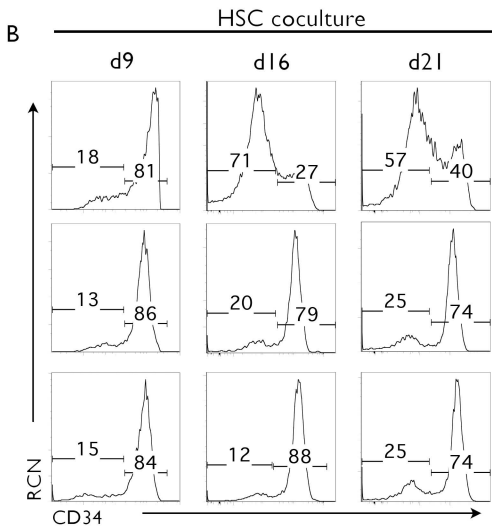 B
HSC coculture
d9 d16 d21
18 81 71 27 57 40
13 86 20 79 25 74
15 84 12 88 25 74
RCN
CD34